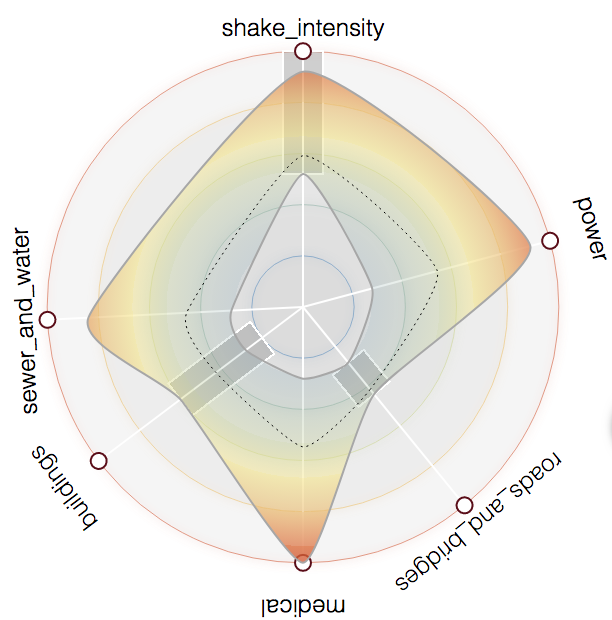 shake_intensity
power
roads_and_bridges
medical
buildings
sewer_and_water